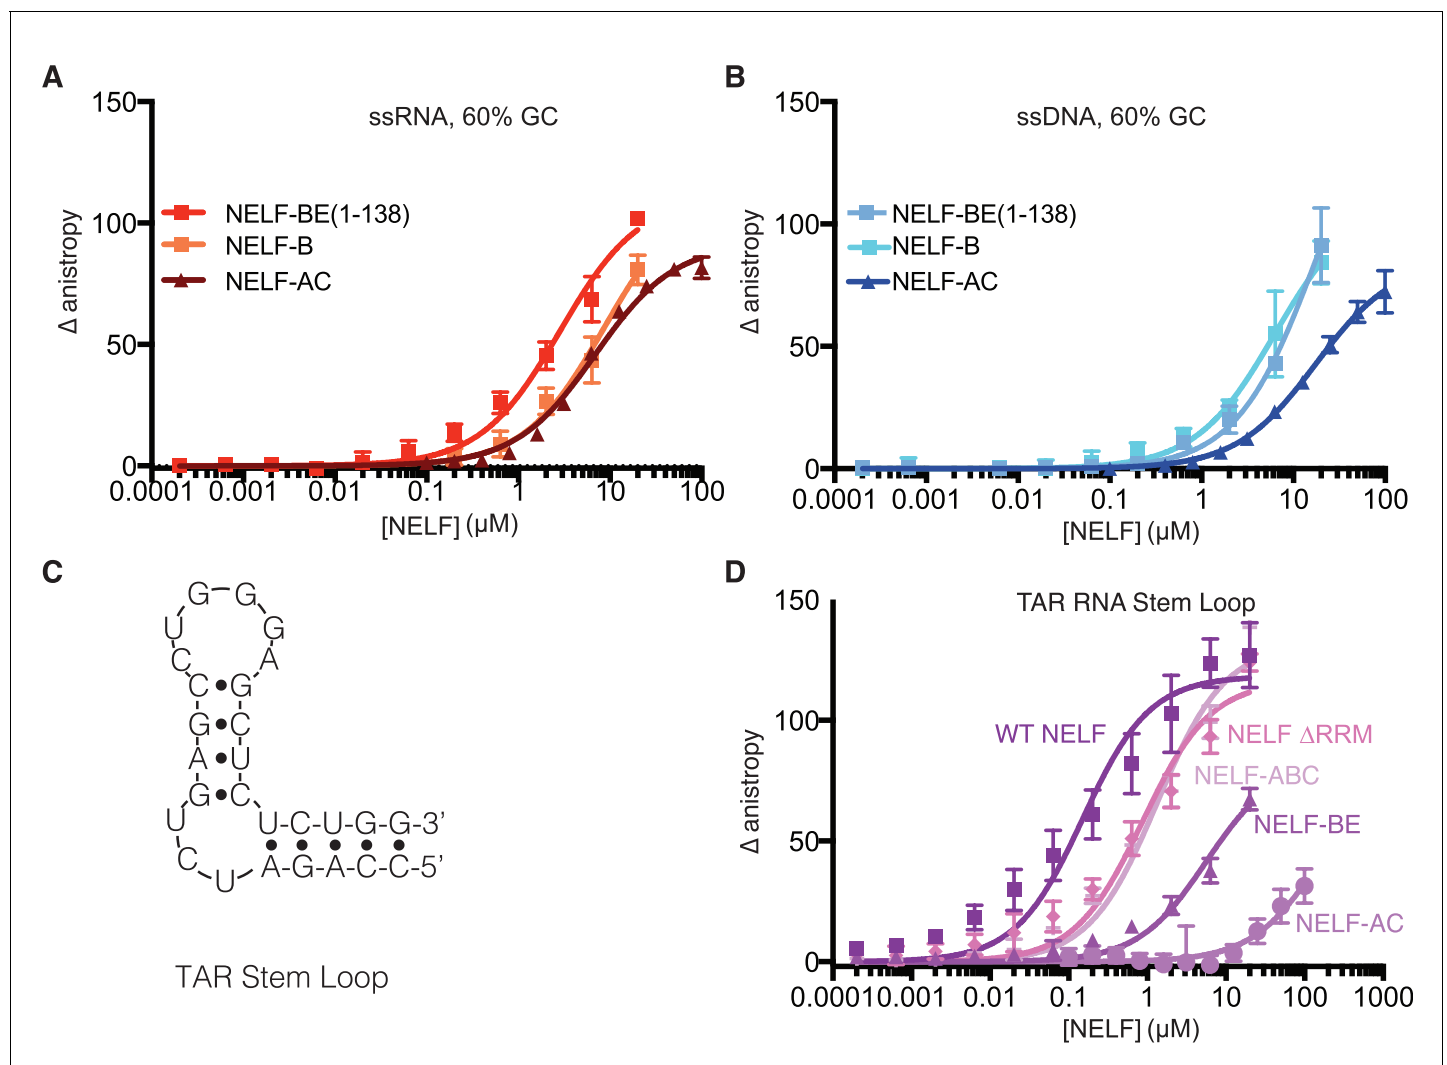 A
ssRNA, 60% GC
150
100
50
0
Δ anistropy
NELF-BE(1-138)
NELF-B
NELF-AC
0.0001
0.001
0.01
0.1
1
10
100
[NELF] (µM)
B
ssDNA, 60% GC
150
100
50
0
Δ anistropy
NELF-BE(1-138)
NELF-B
NELF-AC
0.0001
0.001
0.01
0.1
1
10
100
[NELF] (µM)
C
G G
U G
C A
C G
G C
A U
G C
U U-C-U-G-G-3’
C A-G-A-C-C-5’
U
TAR Stem Loop
D
TAR RNA Stem Loop
150
100
50
0
Δ anistropy
WT NELF
NELF ΔRRM
NELF-ABC
NELF-BE
NELF-AC
0.0001
0.001
0.01
0.1
1
10
100
1000
[NELF] (µM)